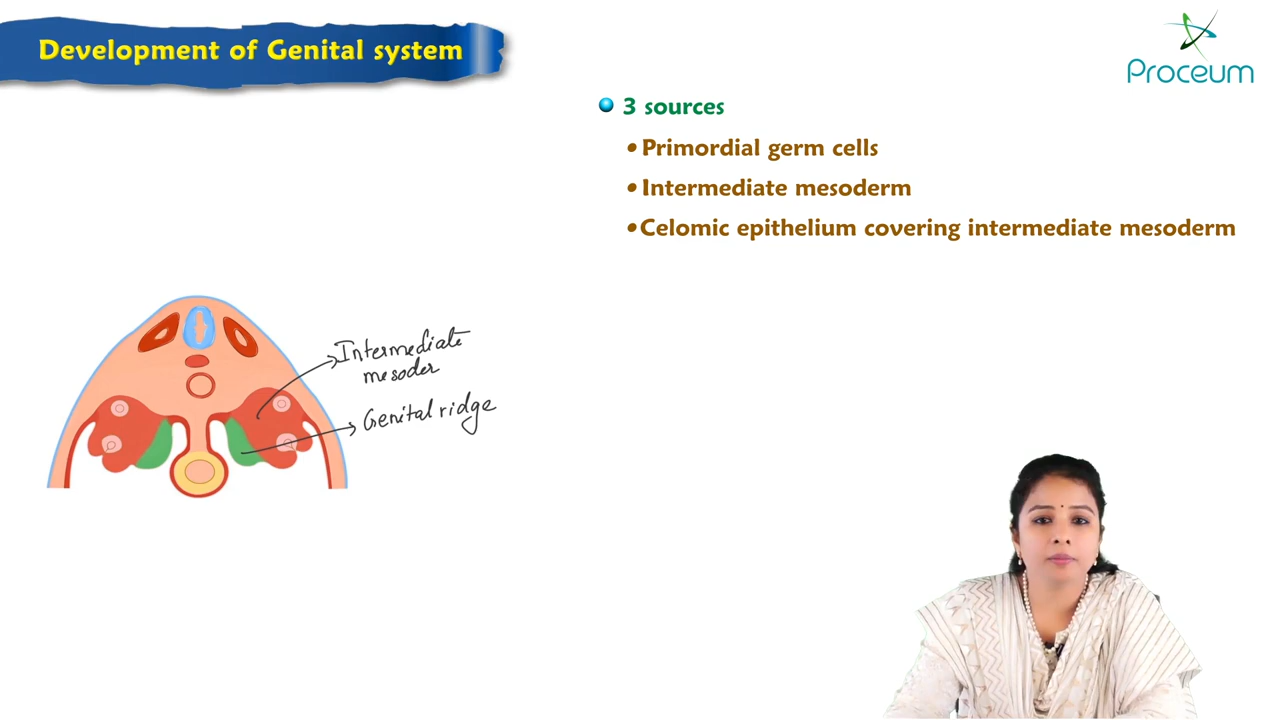 Development of Genital system
Proceum
3 sources
• Primordial germ cells
• Intermediate mesoderm
• Celomic epithelium covering intermediate mesoderm
Intermediate
mesoder
Genital ridge